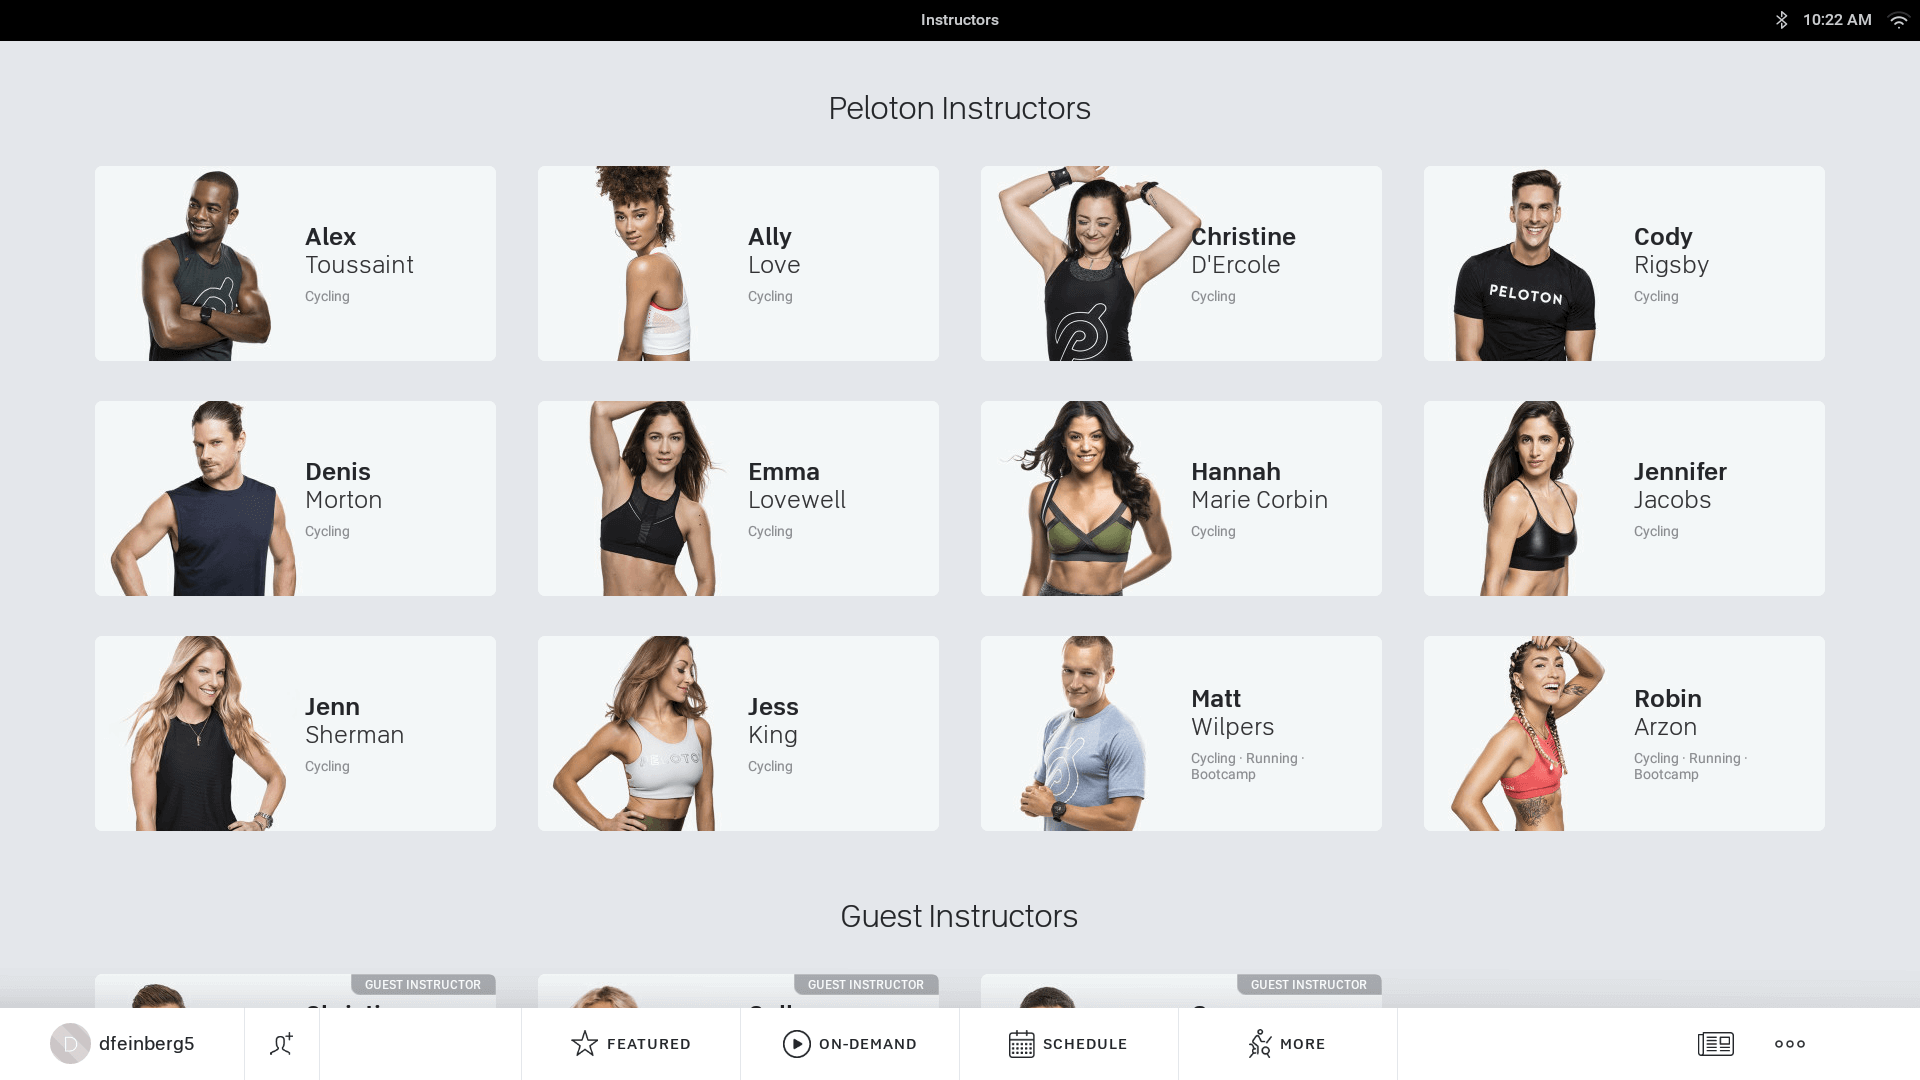 Instructors
10:22 AM
Peloton Instructors
Alex
Toussaint
Cycling
Ally
Love
Cycling
Christine
D'Ercole
Cycling
Cody
Rigsby
Cycling
PELOTON
Denis
Morton
Cycling
Emma
Lovewell
Cycling
Hannah
Marie Corbin
Cycling
Jennifer
Jacobs
Cycling
Jenn
Sherman
Cycling
Jess
King
Cycling
Matt
Wilpers
Cycling · Running ·
Bootcamp
Robin
Arzon
Cycling · Running ·
Bootcamp
Guest Instructors
GUEST INSTRUCTOR
GUEST INSTRUCTOR
GUEST INSTRUCTOR
D
dfeinberg5
FEATURED
ON-DEMAND
SCHEDULE
MORE